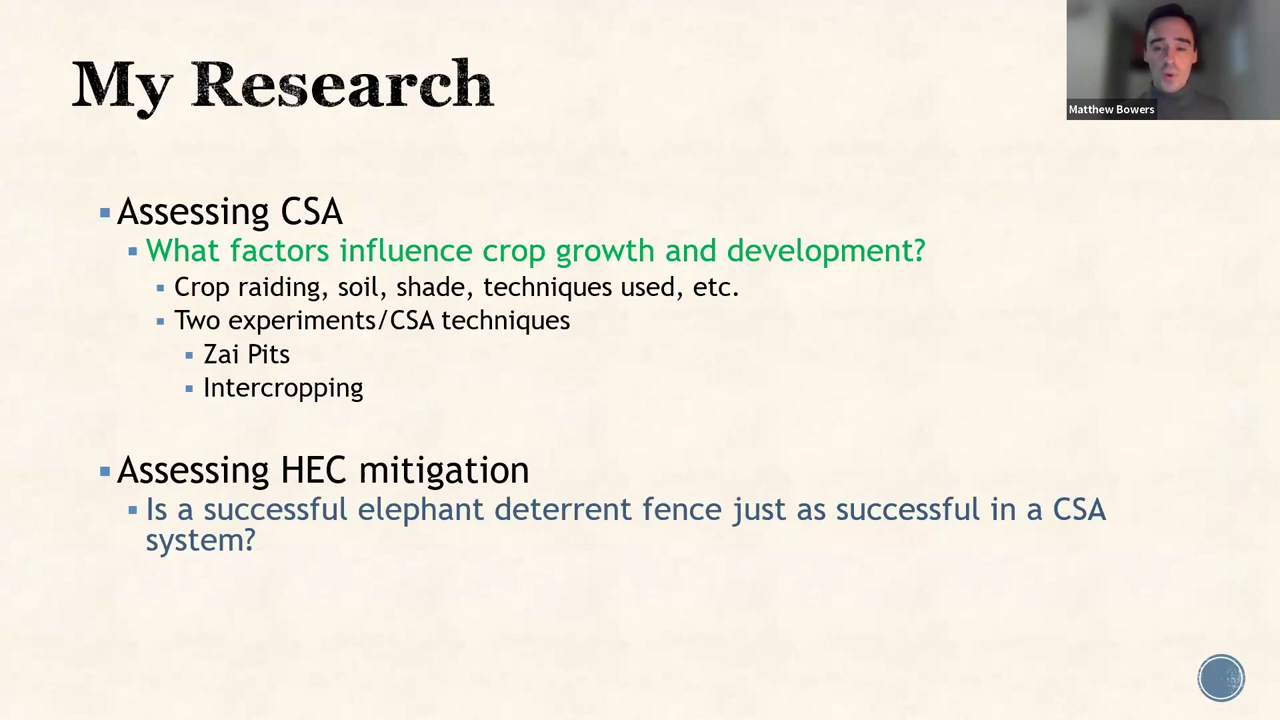 My Research
Matthew Bowers
Assessing CSA
What factors influence crop growth and development?
Crop raiding, soil, shade, techniques used, etc.
Two experiments/CSA techniques
Zai Pits
Intercropping
Assessing HEC mitigation
Is a successful elephant deterrent fence just as successful in a CSA
system?